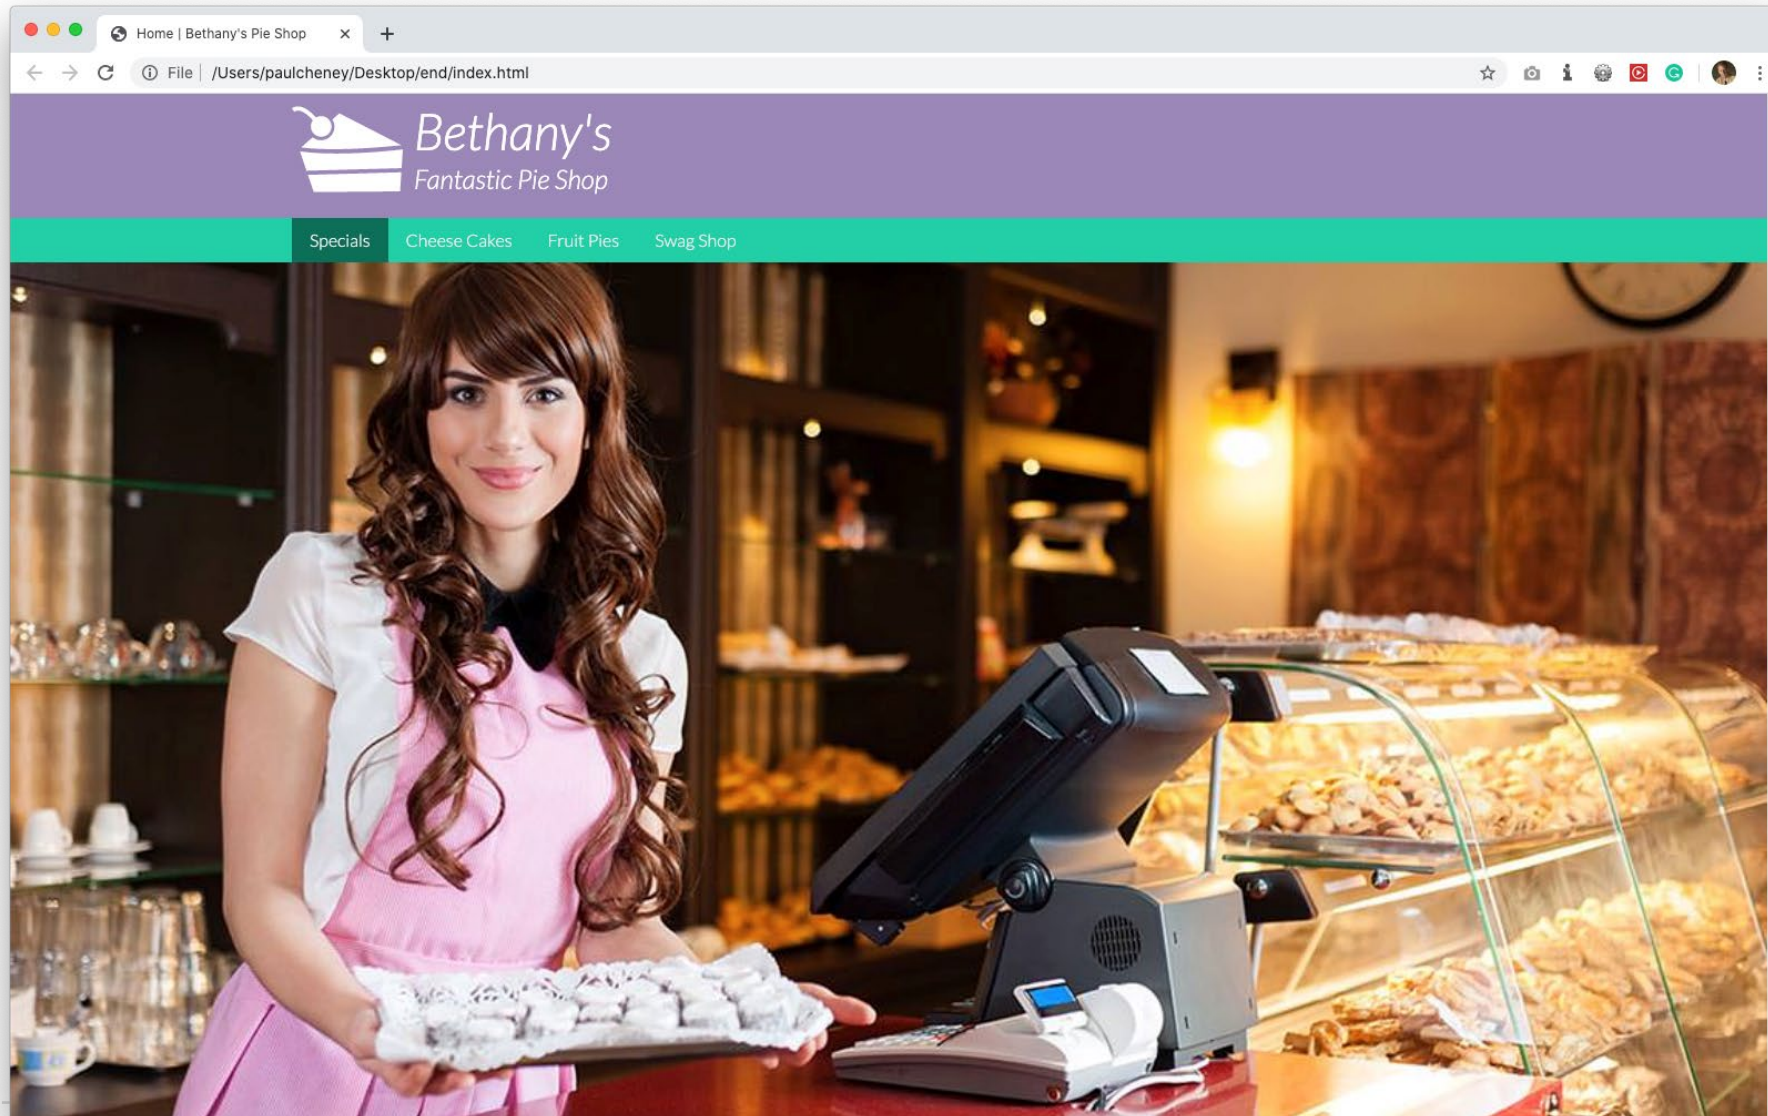 Home | Bethany's Pie Shop
File | /Users/paulcheney/Desktop/end/index.html
Bethany's
Fantastic Pie Shop
Specials Cheese Cakes Fruit Pies Swag Shop